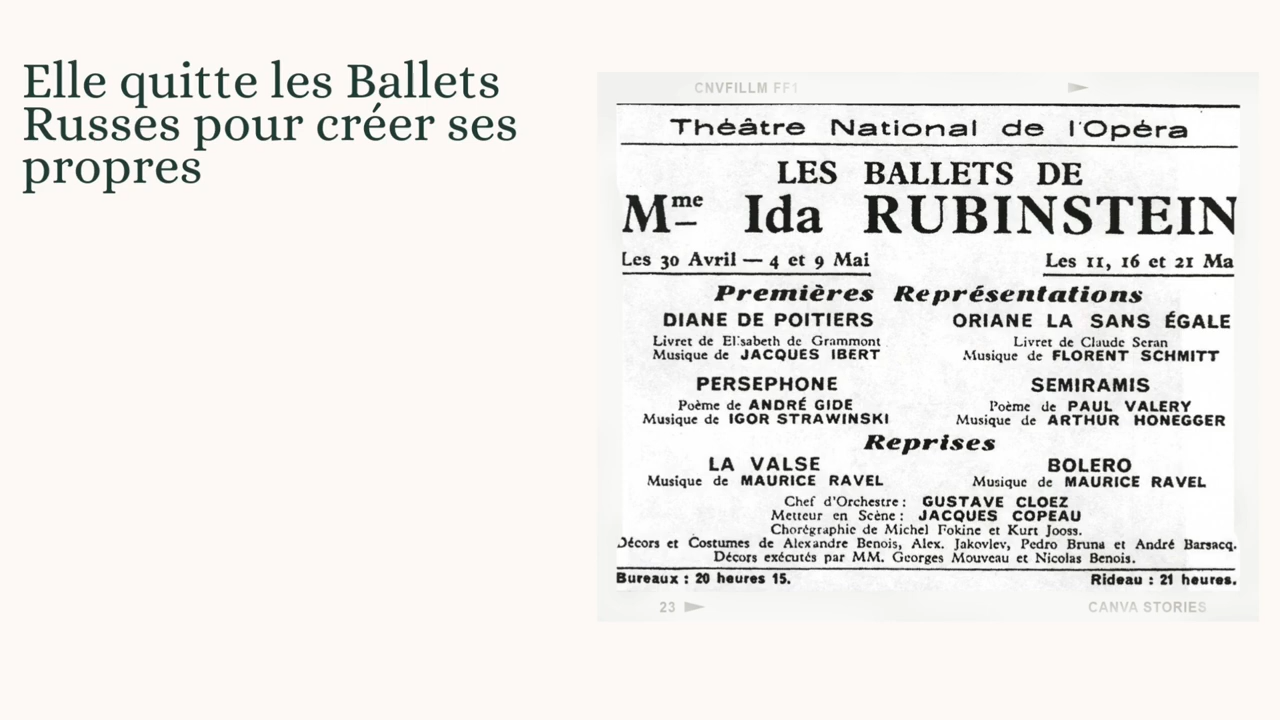 Elle quitte les Ballets
Russes pour créer ses
propres
CNVFILLM FF1
Théâtre National de l'Opéra
LES BALLETS DE
Mme Ida RUBINSTEIN
Les 30 Avril — 4 et 9 Mai
Les 11, 16 et 21 Ma
Premières Représentations
DIANE DE POITIERS
Livret de Elisabeth de Grammont
Musique de JACQUES IBERT
ORIANE LA SANS ÉGALE
Livret de Claude Seran
Musique de FLORENT SCHMITT
PERSEPHONE
Poème de ANDRÉ GIDE
Musique de IGOR STRAWINSKI
SEMIRAMIS
Poème de PAUL VALERY
Musique de ARTHUR HONEGGER
Reprises
LA VALSE
Musique de MAURICE RAVEL
BOLERO
Musique de MAURICE RAVEL
Chef d'Orchestre : GUSTAVE CLOEZ
Metteur en Scène : JACQUES COPEAU
Chorégraphie de Michel Fokine et Kurt Jooss.
Décors et Costumes de Alexandre Benois, Alex. Jakovlev, Pedro Bruna et André Barsacq.
Décors exécutés par MM. Georges Mouveau et Nicolas Benois.
Bureaux : 20 heures 15.
Rideau : 21 heures.
23
CANVA STORIES